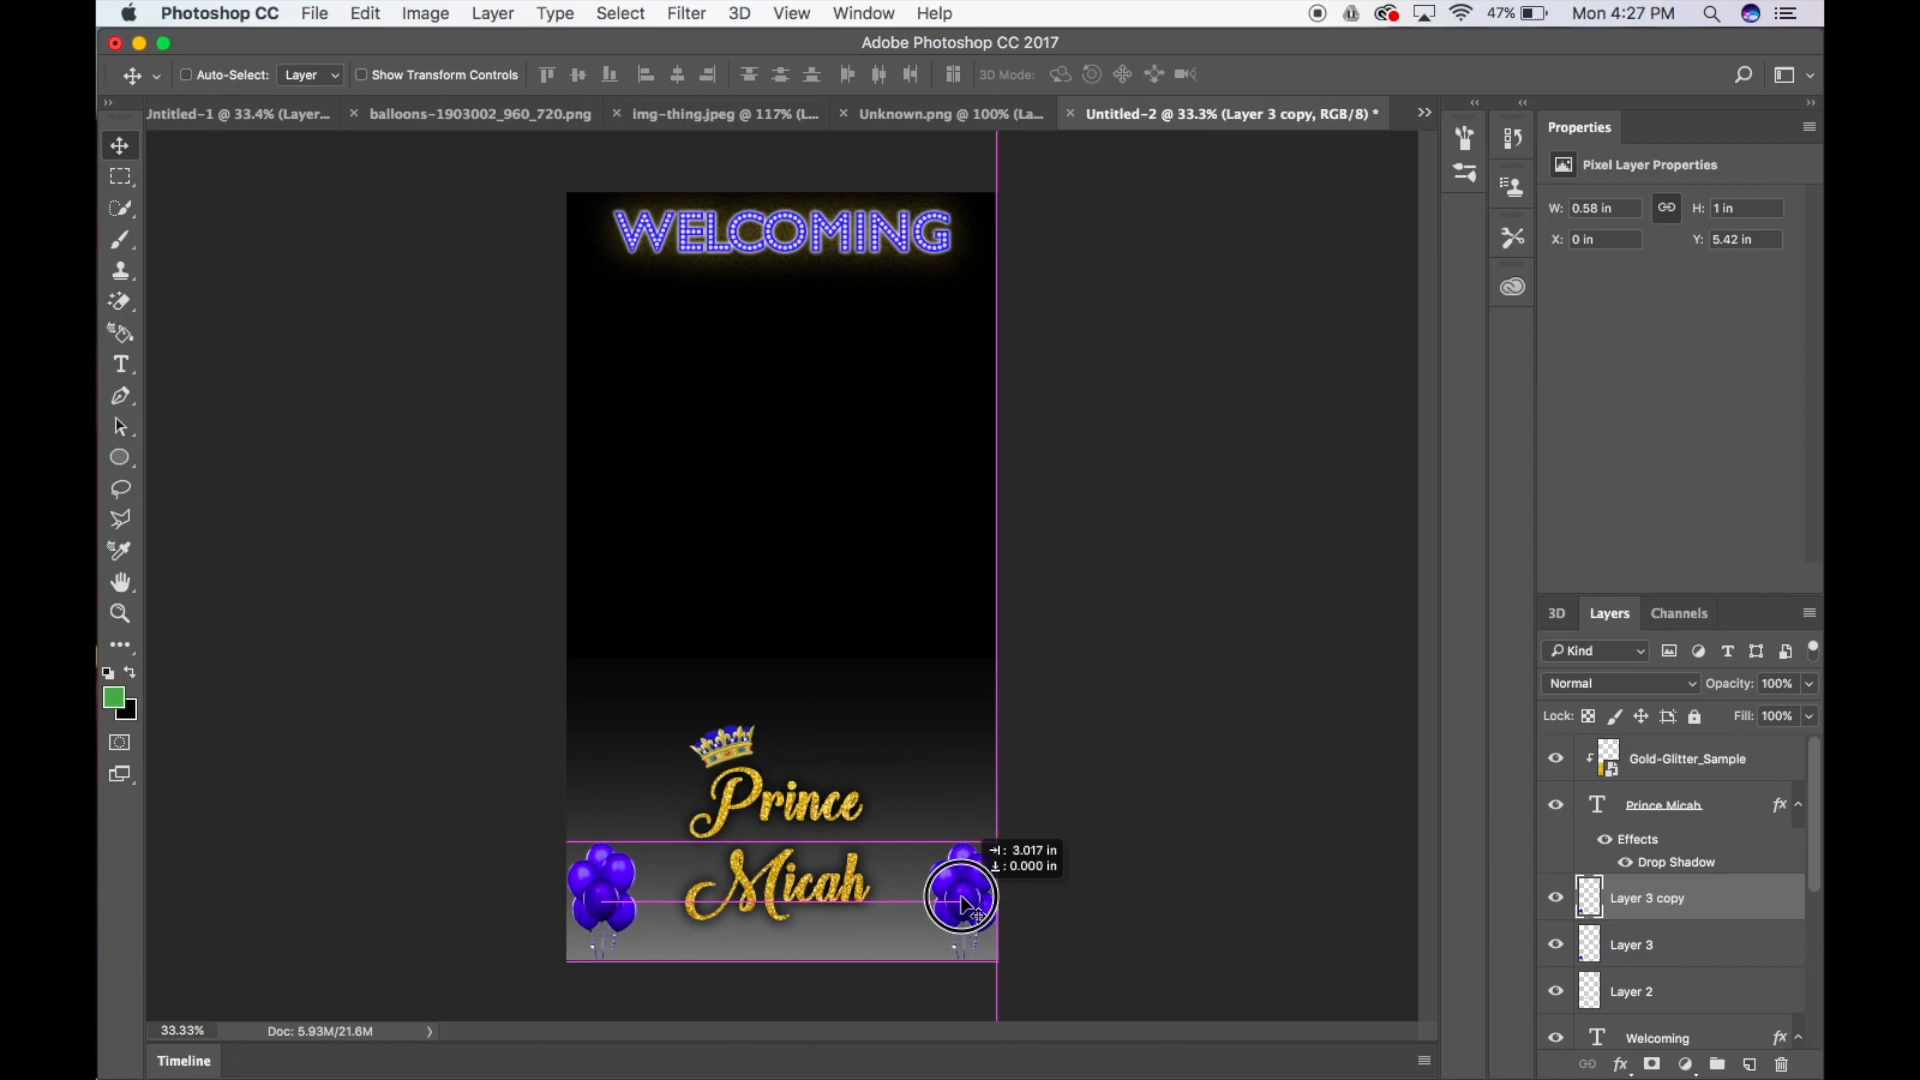 Photoshop CC File Edit Image Layer Type Select Filter 3D View Window Help 47% Mon 4:27 PM
Adobe Photoshop CC 2017
Auto-Select: Layer Show Transform Controls 3D Mode:
Untitled-1 @ 33.4% (Layer... balloons-1903002_960_720.png img-thing.jpeg @ 117% (L... Unknown.png @ 100% (La... Untitled-2 @ 33.3% (Layer 3 copy, RGB/8) *
Properties
Pixel Layer Properties
W: 0.58 in H: 1 in
X: 0 in Y: 5.42 in
WELCOMING
Prince
Micah
: 3.017 in
: 0.000 in
3D Layers Channels
Kind
Normal Opacity: 100%
Lock: Fill: 100%
Gold-Glitter_Sample
Prince Micah fx
Effects
Drop Shadow
Layer 3 copy
Layer 3
Layer 2
Welcoming fx
fx
33.33% Doc: 5.93M/21.6M
Timeline